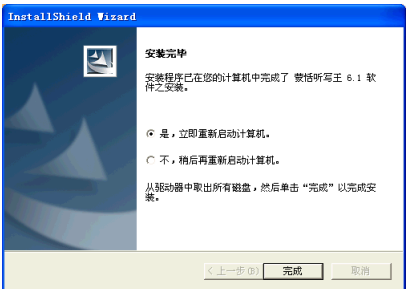 InstallShield Wizard
安装完毕
安装程序已在您的计算机中完成了 蒙恬听写王 6.1 软
件之安装。
是,立即重新启动计算机。
不,稍后再重新启动计算机。
从驱动器中取出所有磁盘,然后单击“完成”以完成安
装。
< 上一步(B) 完成 取消